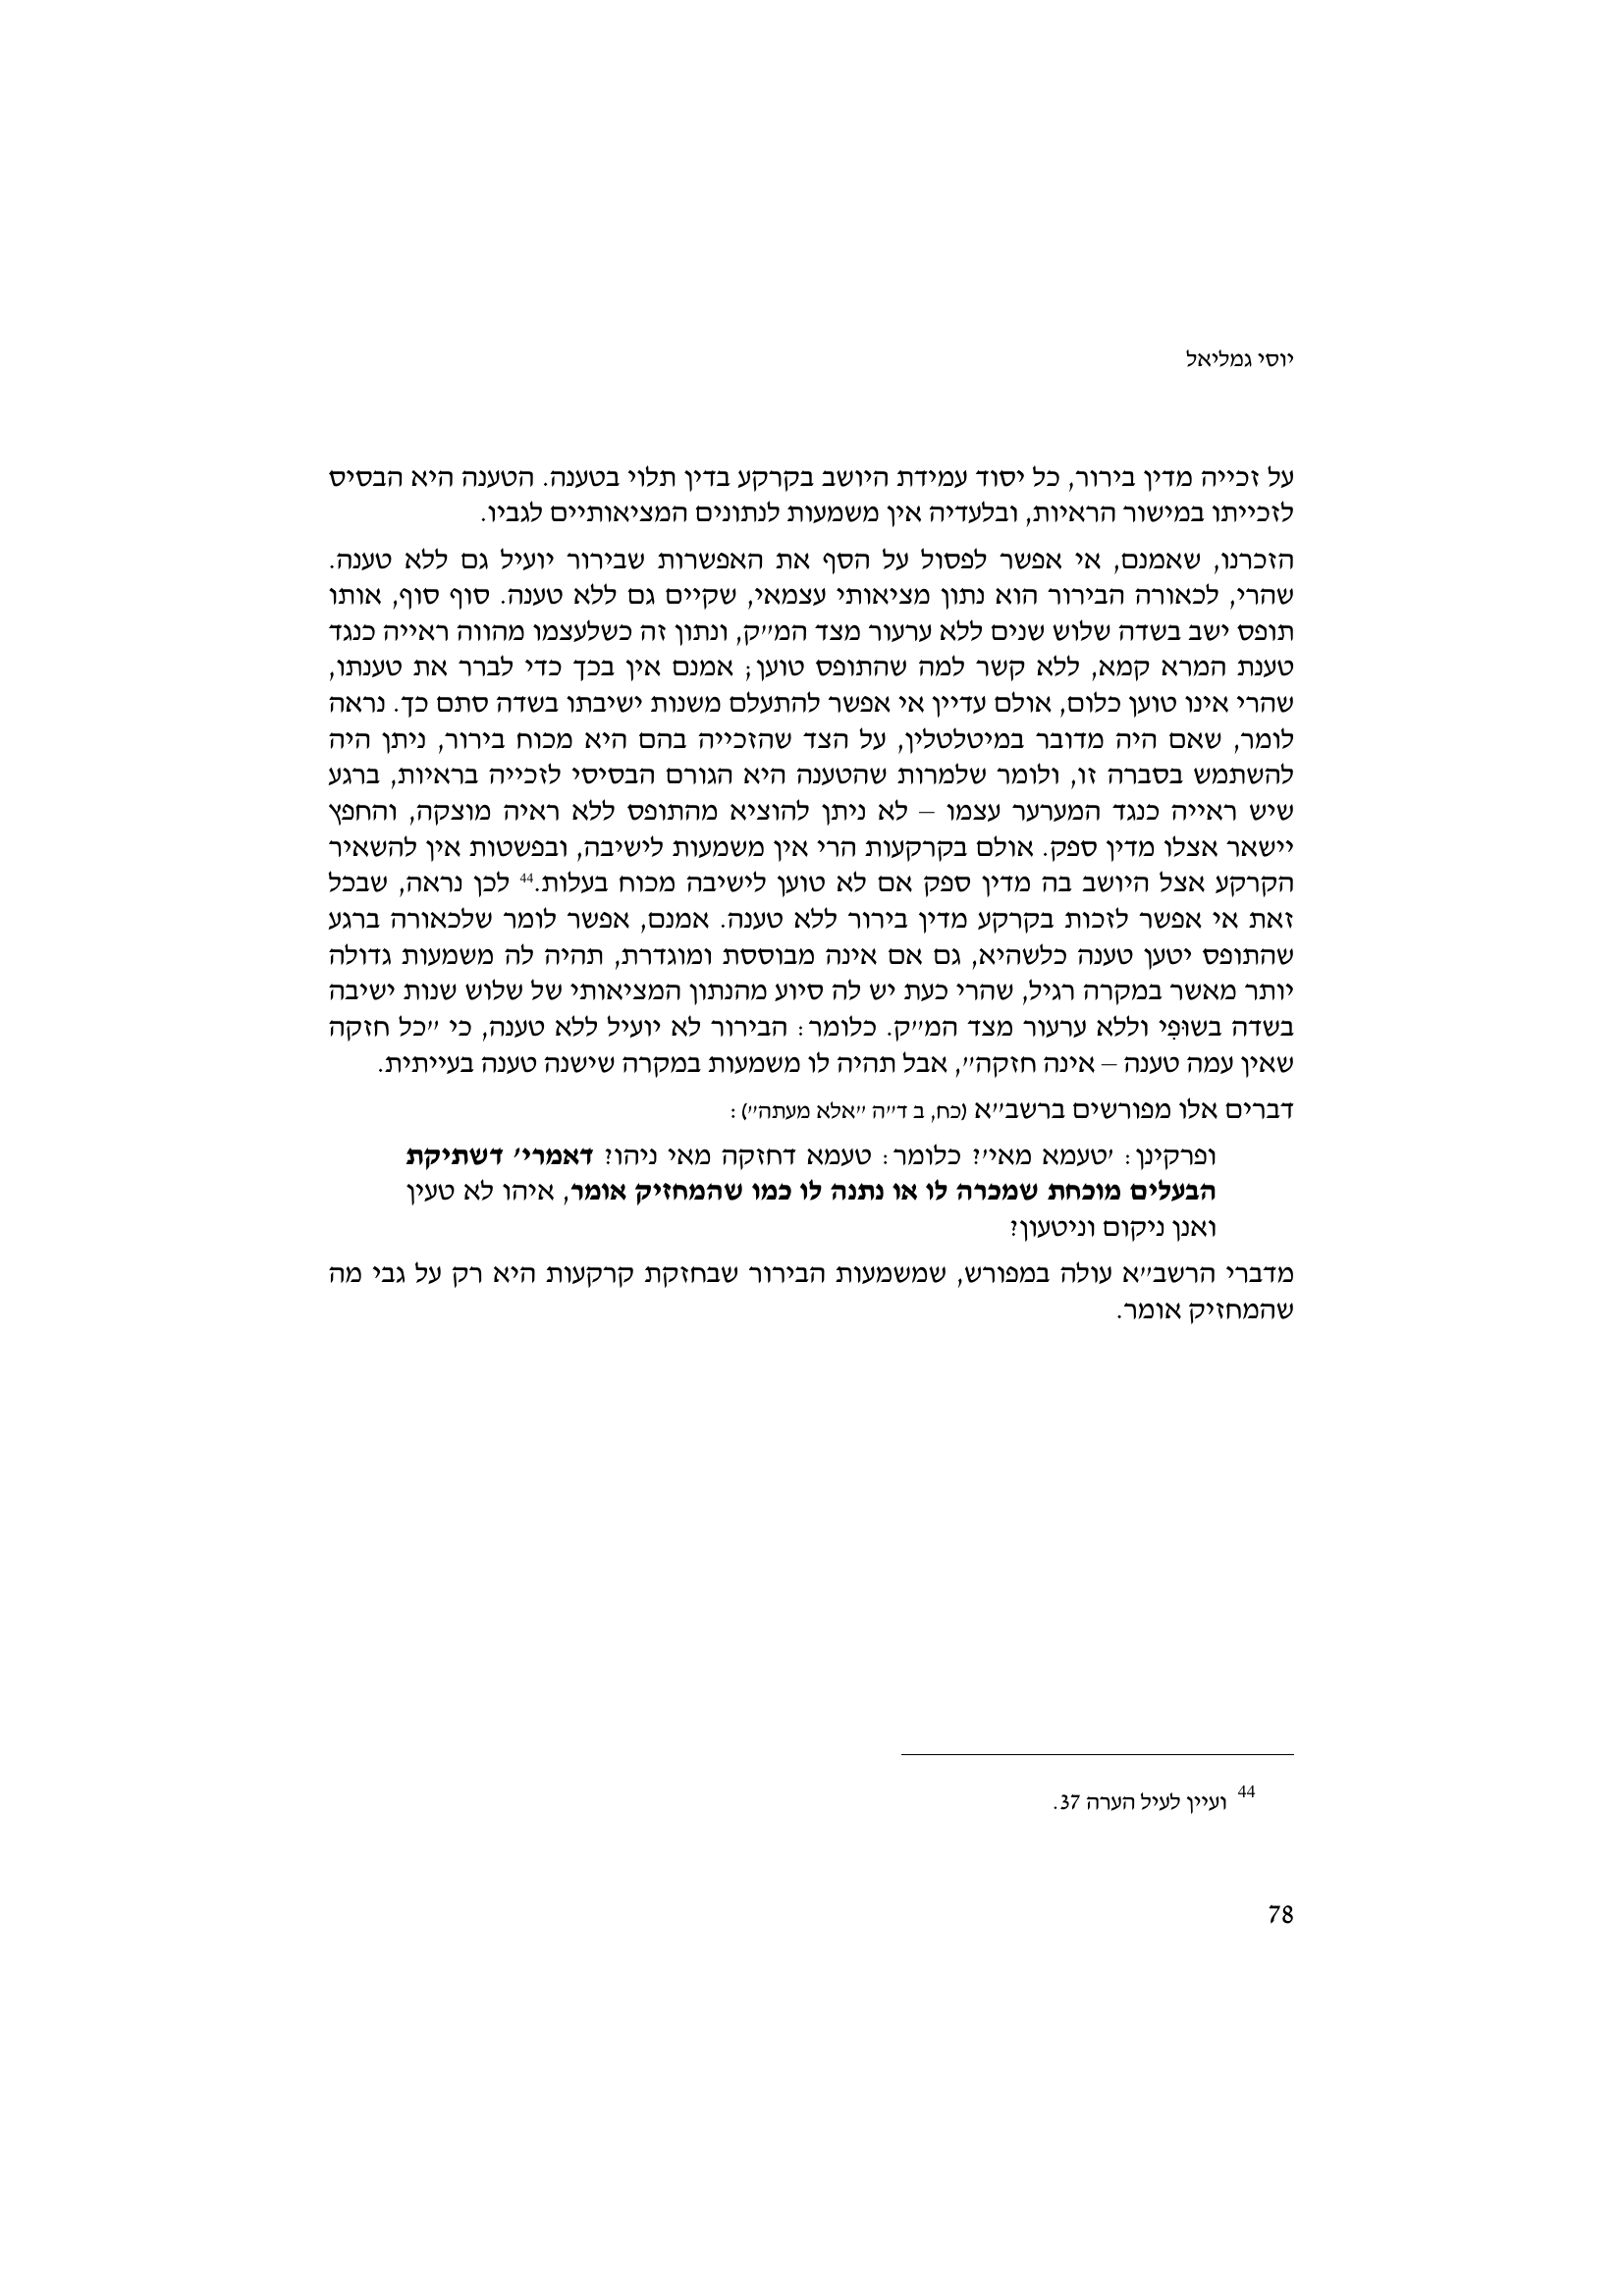 יוסי גמליאל
על זכייה מדין בירור, כל יסוד עמידת היושב בקרקע בדין תלוי בטענה. הטענה היא הבסיס
לזכייתו במישור הראיות, ובלעדיה אין משמעות לנתונים המציאותיים לגביו.
הזכרנו, שאמנם, אי אפשר לפסול על הסף את האפשרות שבירור יועיל גם ללא טענה.
שהרי, לכאורה הבירור הוא נתון מציאותי עצמאי, שקיים גם ללא טענה. סוף סוף, אותו
תופס ישב בשדה שלוש שנים ללא ערעור מצד המ״ק, ונתון זה כשלעצמו מהווה ראייה כנגד
טענת המרא קמא, ללא קשר למה שהתופס טוען; אמנם אין בכך כדי לברר את טענתו,
שהרי אינו טוען כלום, אולם עדיין אי אפשר להתעלם משנות ישיבתו בשדה סתם כך. נראה
לומר, שאם היה מדובר במיטלטלין, על הצד שהזכייה בהם היא מכוח בירור, ניתן היה
להשתמש בסברה זו, ולומר שלמרות שהטענה היא הגורם הבסיסי לזכייה בראיות, ברגע
שיש ראייה כנגד המערער עצמו – לא ניתן להוציא מהתופס ללא ראיה מוצקה, והחפץ
יישאר אצלו מדין ספק. אולם בקרקעות הרי אין משמעות לישיבה, ובפשטות אין להשאיר
הקרקע אצל היושב בה מדין ספק אם לא טוען לישיבה מכוח בעלות.44 לכן נראה, שבכל
זאת אי אפשר לזכות בקרקע מדין בירור ללא טענה. אמנם, אפשר לומר שלכאורה ברגע
שהתופס יטען טענה כלשהיא, גם אם אינה מבוססת ומוגדרת, תהיה לה משמעות גדולה
יותר מאשר במקרה רגיל, שהרי כעת יש לה סיוע מהנתון המציאותי של שלוש שנות ישיבה
בשדה בשוּפִי וללא ערעור מצד המ״ק. כלומר: הבירור לא יועיל ללא טענה, כי ״כל חזקה
שאין עמה טענה – אינה חזקה״, אבל תהיה לו משמעות במקרה שישנה טענה בעייתית.
דברים אלו מפורשים ברשב״א (כח, ב ד״ה ״אלא מעתה״):
ופרקינן: ׳טעמא מאי׳? כלומר: טעמא דחזקה מאי ניהו? דאמרי׳ דשתיקת
הבעלים מוכחת שמכרה לו או נתנה לו כמו שהמחזיק אומר, איהו לא טעין
ואנן ניקום וניטעון?
מדברי הרשב״א עולה במפורש, שמשמעות הבירור שבחזקת קרקעות היא רק על גבי מה
שהמחזיק אומר.
44 ועיין לעיל הערה 37.
78